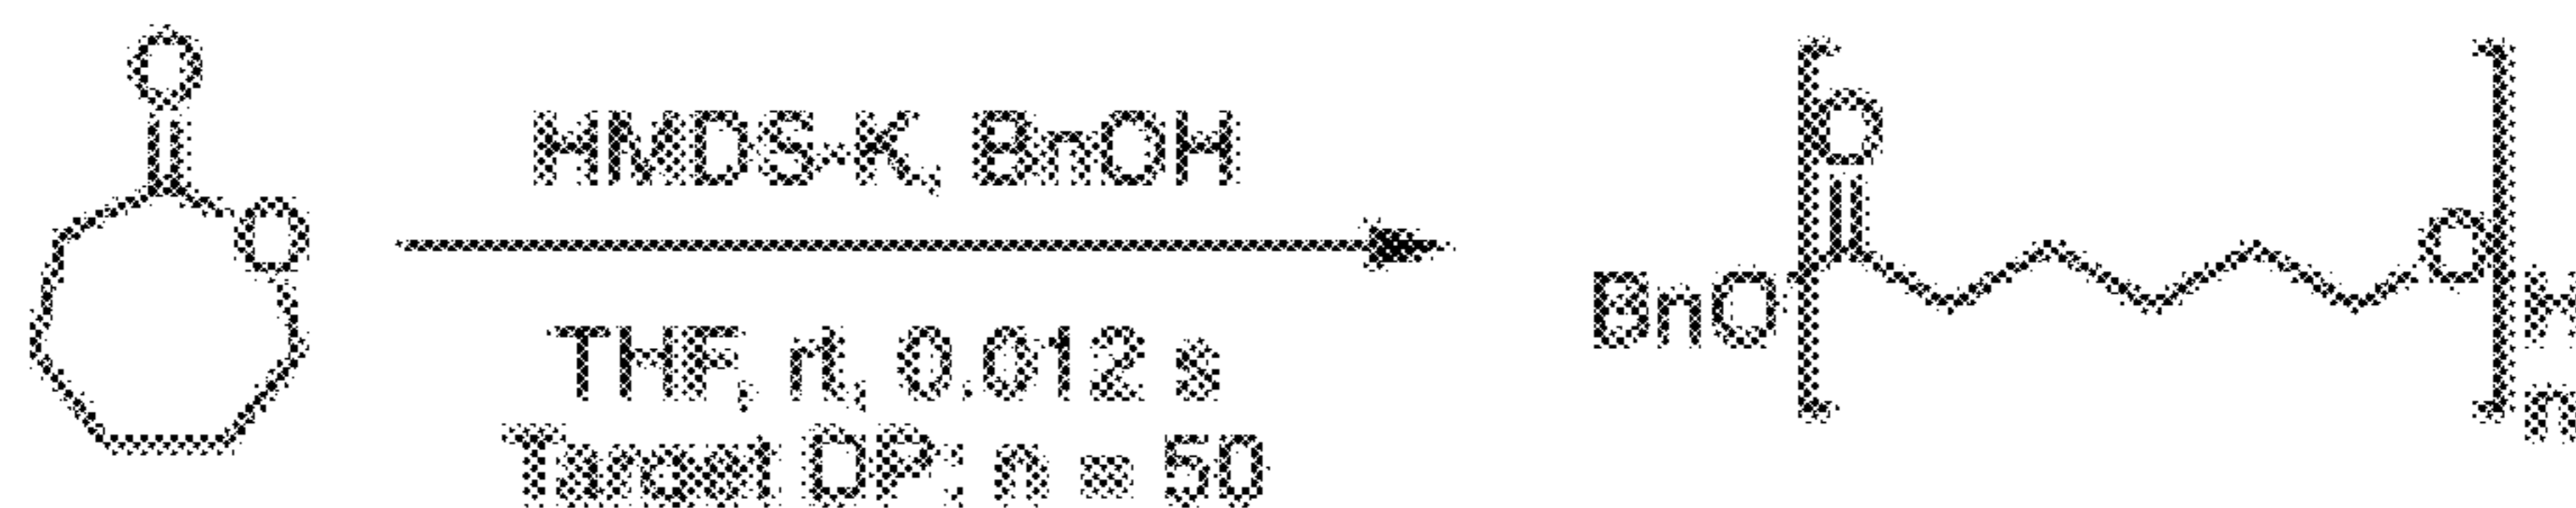 O
O
HMDS-K, BnOH
THF, rt, 0.012 s
Target DP: n = 50
O
BnO
O
H
n